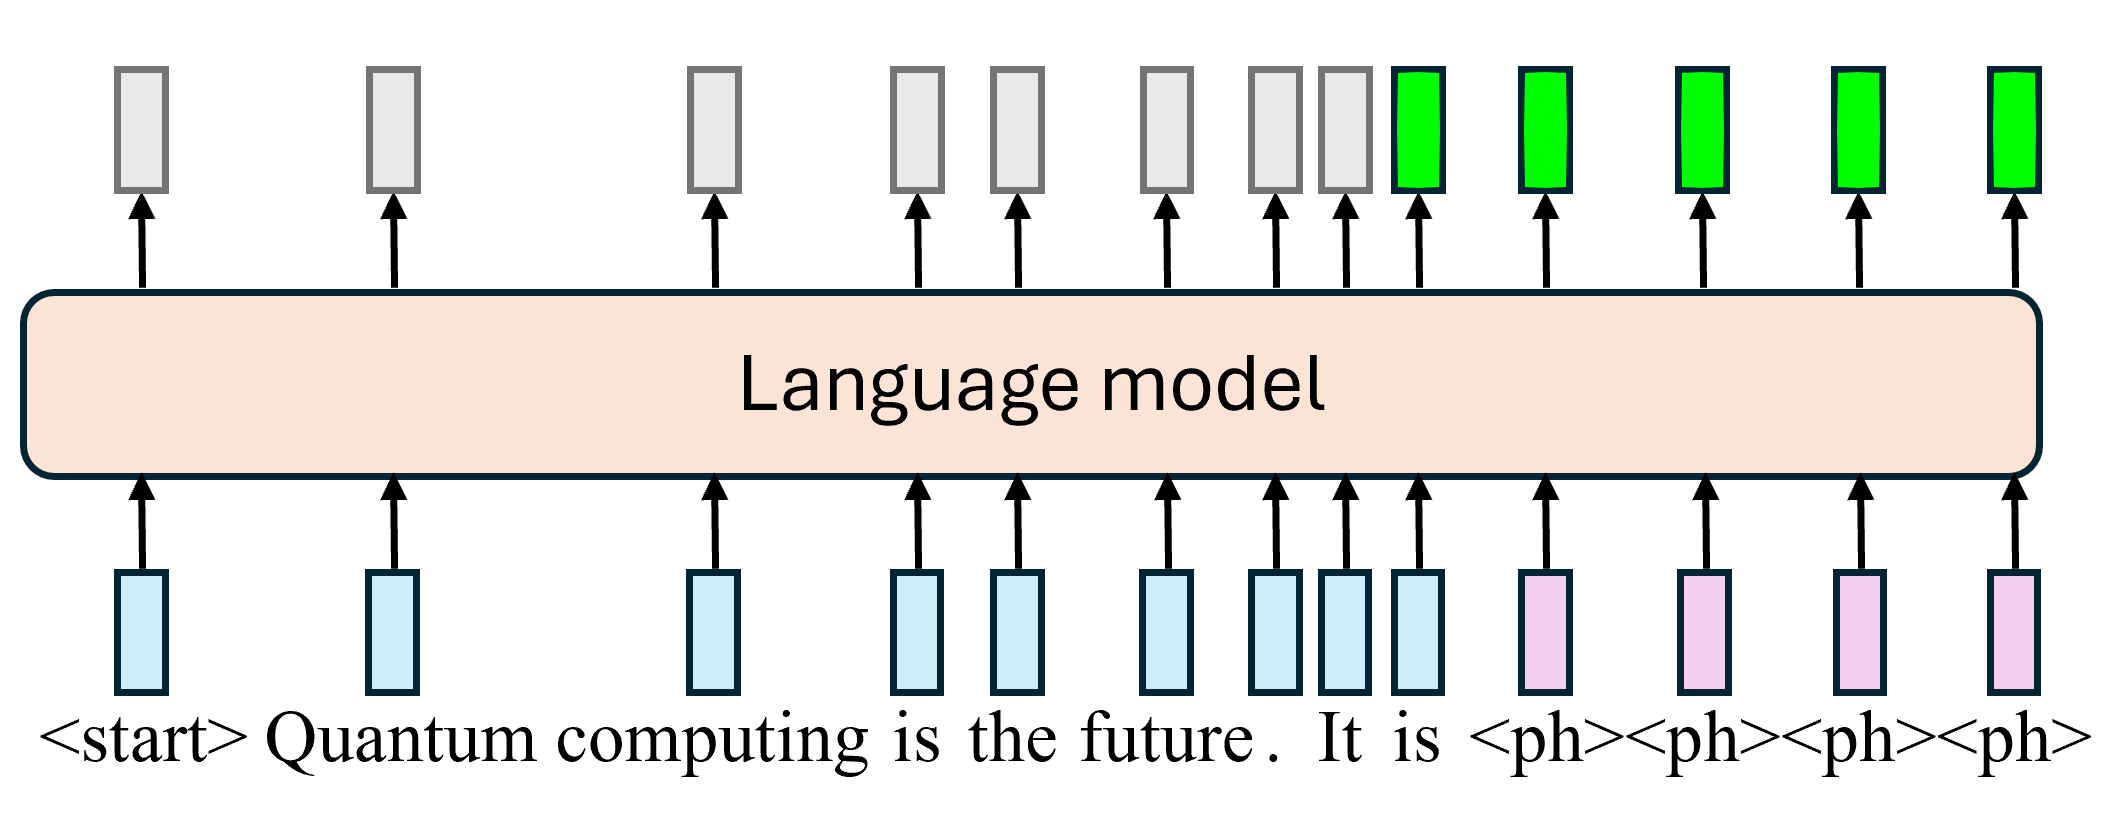 Language model
<start> Quantum computing is the future . It is <ph> <ph> <ph> <ph>